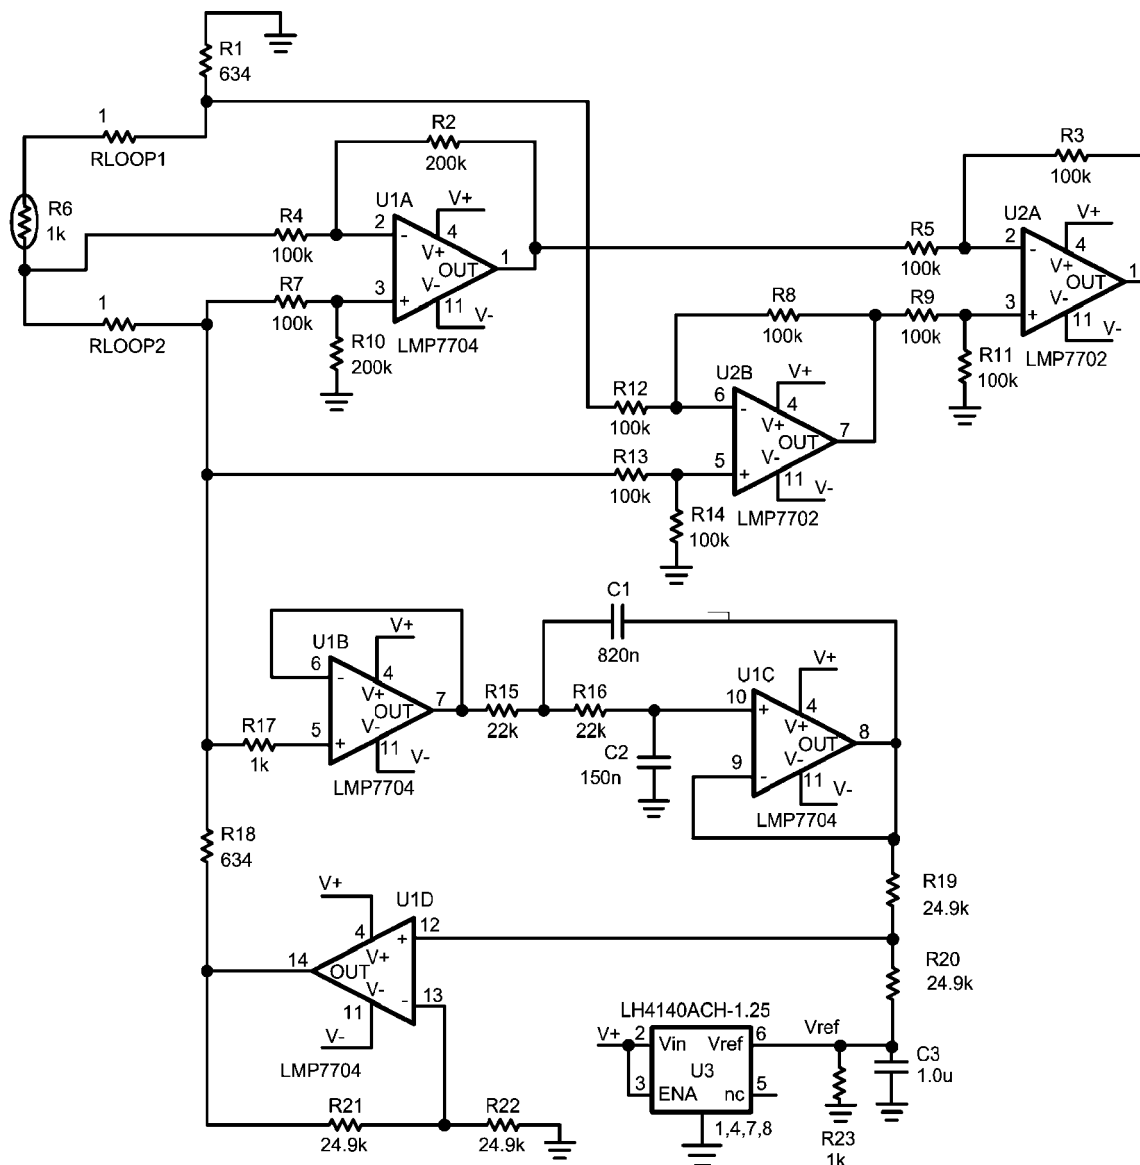 R1
634
1
RLOOP1
R6
1k
1
RLOOP2
R2
200k
U1A
V+
R4
100k
2
-
4
V+
OUT
1
V-
R7
100k
3
+
11
V-
LMP7704
R10
200k
R3
100k
U2A
V+
R5
100k
2
-
4
V+
OUT
1
V-
R9
100k
3
+
11
V-
LMP7702
R11
100k
R8
100k
U2B
V+
R12
100k
6
-
4
V+
OUT
7
V-
R13
100k
5
+
11
V-
LMP7702
R14
100k
C1
820n
U1B
V+
6
-
4
V+
OUT
7
V-
R17
1k
5
+
11
V-
LMP7704
R15
22k
R16
22k
C2
150n
U1C
V+
10
+
4
V+
OUT
8
V-
9
-
11
V-
LMP7704
R18
634
R19
24.9k
V+
U1D
12
+
4
V+
14
OUT
V-
-
13
11
V-
LMP7704
R20
24.9k
LH4140ACH-1.25
V+
2
Vin
Vref
6
Vref
U3
3
ENA
nc
5
1,4,7,8
C3
1.0u
R23
1k
R21
24.9k
R22
24.9k